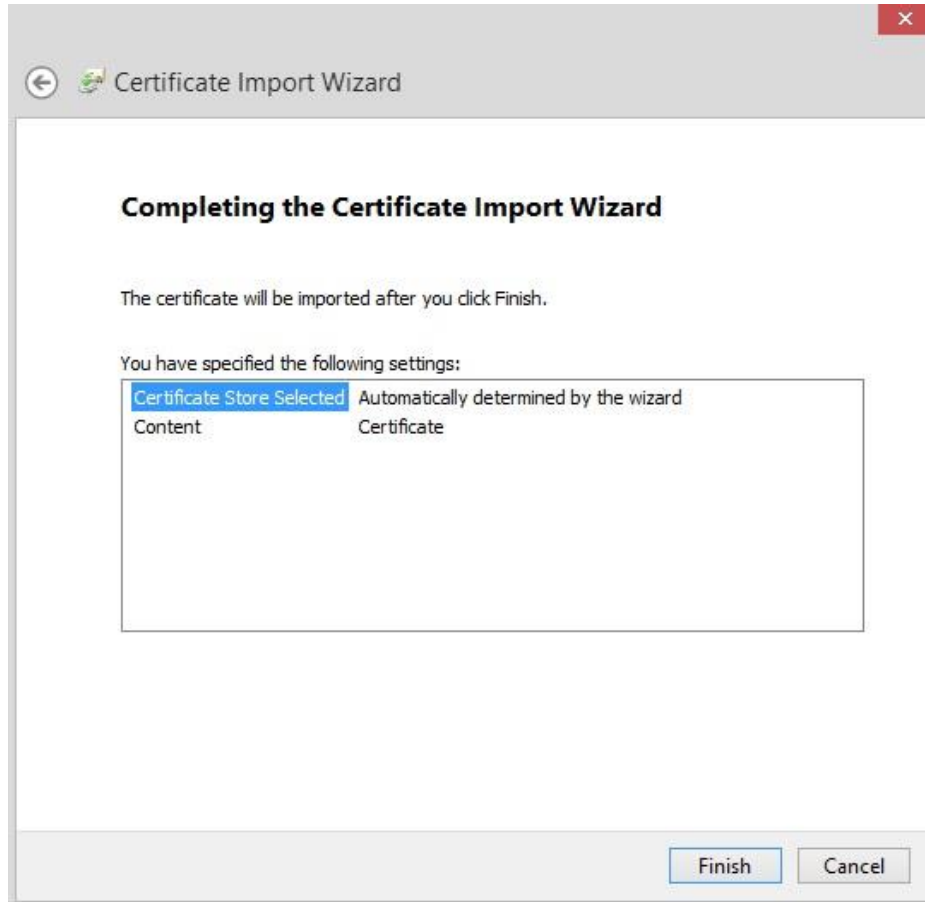 Certificate Import Wizard
Completing the Certificate Import Wizard
The certificate will be imported after you click Finish.
You have specified the following settings:
Certificate Store Selected Automatically determined by the wizard
Content Certificate
Finish Cancel